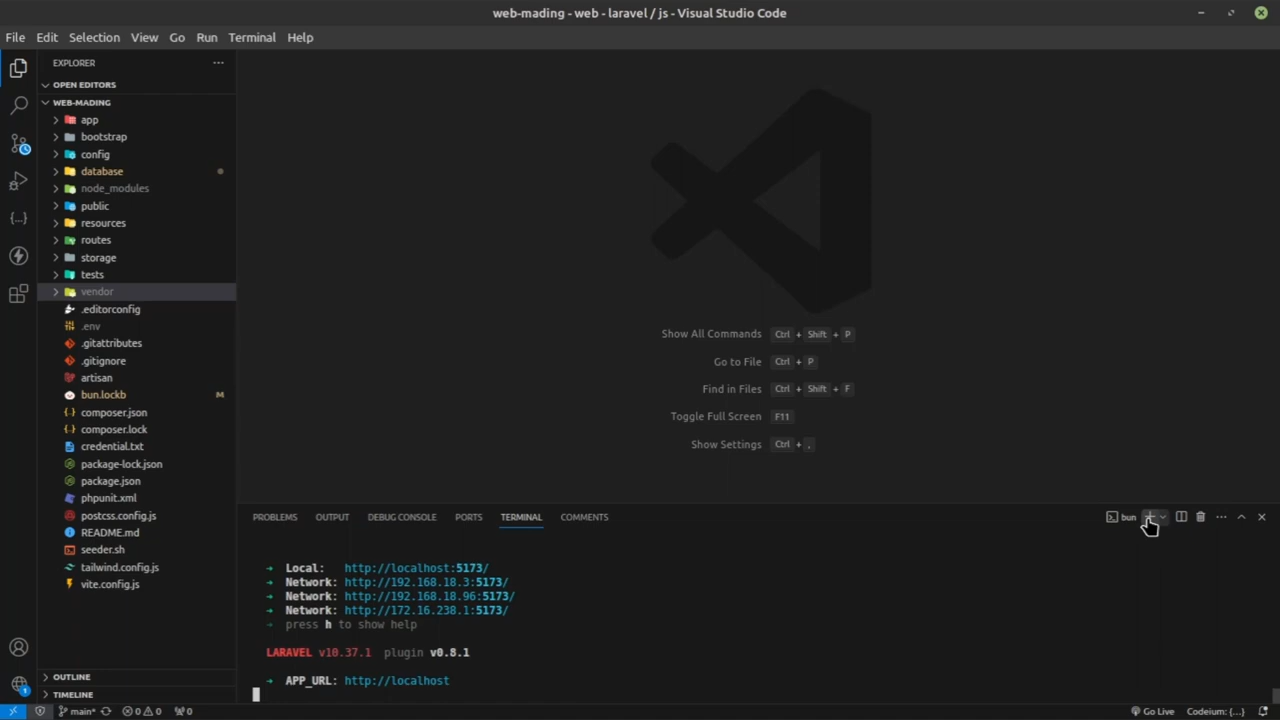 web-mading - web - laravel / js - Visual Studio Code
File Edit Selection View Go Run Terminal Help
EXPLORER
OPEN EDITORS
WEB-MADING
app
bootstrap
config
database
node_modules
public
resources
routes
storage
tests
vendor
.editorconfig
.env
.gitattributes
.gitignore
artisan
bun.lockb M
composer.json
composer.lock
credential.txt
package-lock.json
package.json
phpunit.xml
postcss.config.js
README.md
seeder.sh
tailwind.config.js
vite.config.js
OUTLINE
TIMELINE
Show All Commands Ctrl + Shift + P
Go to File Ctrl + P
Find in Files Ctrl + Shift + F
Toggle Full Screen F11
Show Settings Ctrl + ,
PROBLEMS OUTPUT DEBUG CONSOLE TERMINAL PORTS COMMENTS
bun
➜ Local: http://localhost:5173/
➜ Network: http://192.168.18.3:5173/
➜ Network: http://192.168.18.96:5173/
➜ Network: http://172.16.238.1:5173/
➜ press h to show help
LARAVEL v10.37.1 plugin v0.8.1
➜ APP_URL: http://localhost
1
main* 0 0 0
Go Live Codeium: {...}